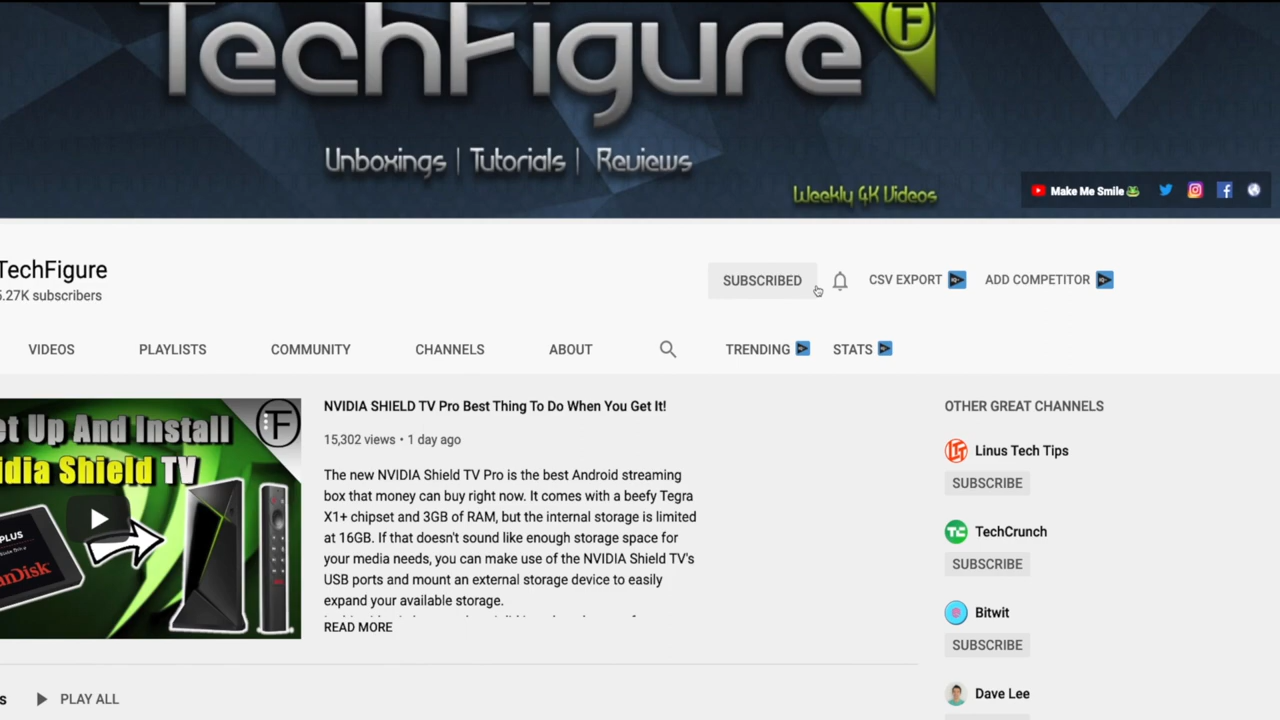 TechFigure
TF
Unboxings | Tutorials | Reviews
Weekly 4K Videos
Make Me Smile
TechFigure
5.27K subscribers
SUBSCRIBED
CSV EXPORT
ADD COMPETITOR
VIDEOS
PLAYLISTS
COMMUNITY
CHANNELS
ABOUT
TRENDING
STATS
et Up And Install
idia Shield TV
TF
PLUS
anDisk
NVIDIA SHIELD TV Pro Best Thing To Do When You Get It!
15,302 views • 1 day ago
The new NVIDIA Shield TV Pro is the best Android streaming
box that money can buy right now. It comes with a beefy Tegra
X1+ chipset and 3GB of RAM, but the internal storage is limited
at 16GB. If that doesn't sound like enough storage space for
your media needs, you can make use of the NVIDIA Shield TV's
USB ports and mount an external storage device to easily
expand your available storage.
READ MORE
OTHER GREAT CHANNELS
Linus Tech Tips
SUBSCRIBE
TC
TechCrunch
SUBSCRIBE
Bitwit
SUBSCRIBE
Dave Lee
s
PLAY ALL